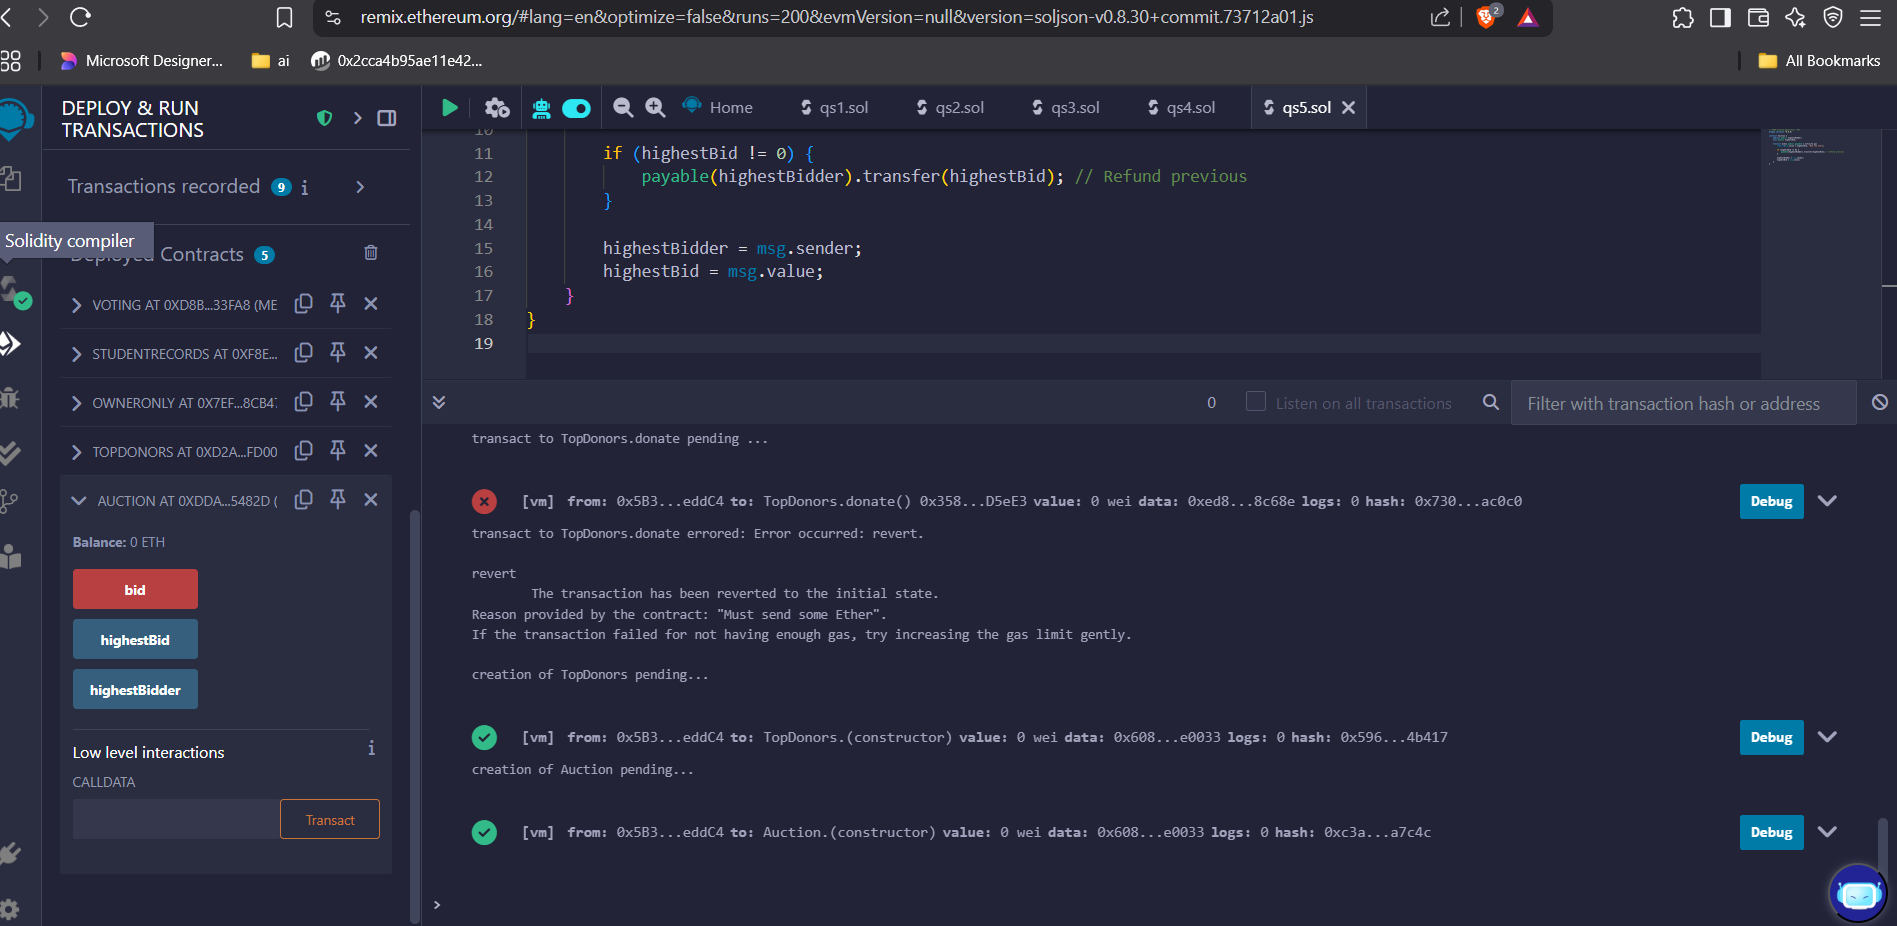 remix.ethereum.org/#lang=en&optimize=false&runs=200&evmVersion=null&version=soljson-v0.8.30+commit.73712a01.js
2
Microsoft Designer...
ai
0x2cca4b95ae11e42...
All Bookmarks
DEPLOY & RUN
TRANSACTIONS
Transactions recorded 9 i
Solidity compiler
Deployed Contracts 5
VOTING AT 0XD8B...33FA8 (ME
STUDENTRECORDS AT 0XF8E...
OWNERONLY AT 0X7EF...8CB47
TOPDONORS AT 0XD2A...FD00
AUCTION AT 0XDDA...5482D (
Balance: 0 ETH
bid
highestBid
highestBidder
Low level interactions i
CALLDATA
Transact
Home qs1.sol qs2.sol qs3.sol qs4.sol qs5.sol
10
11 if (highestBid != 0) {
12 payable(highestBidder).transfer(highestBid); // Refund previous
13 }
14
15 highestBidder = msg.sender;
16 highestBid = msg.value;
17 }
18 }
19
0 Listen on all transactions Filter with transaction hash or address
transact to TopDonors.donate pending ...
[vm] from: 0x5B3...eddC4 to: TopDonors.donate() 0x358...D5eE3 value: 0 wei data: 0xed8...8c68e logs: 0 hash: 0x730...ac0c0 Debug
transact to TopDonors.donate errored: Error occurred: revert.
revert
The transaction has been reverted to the initial state.
Reason provided by the contract: "Must send some Ether".
If the transaction failed for not having enough gas, try increasing the gas limit gently.
creation of TopDonors pending...
[vm] from: 0x5B3...eddC4 to: TopDonors.(constructor) value: 0 wei data: 0x608...e0033 logs: 0 hash: 0x596...4b417 Debug
creation of Auction pending...
[vm] from: 0x5B3...eddC4 to: Auction.(constructor) value: 0 wei data: 0x608...e0033 logs: 0 hash: 0xc3a...a7c4c Debug
>